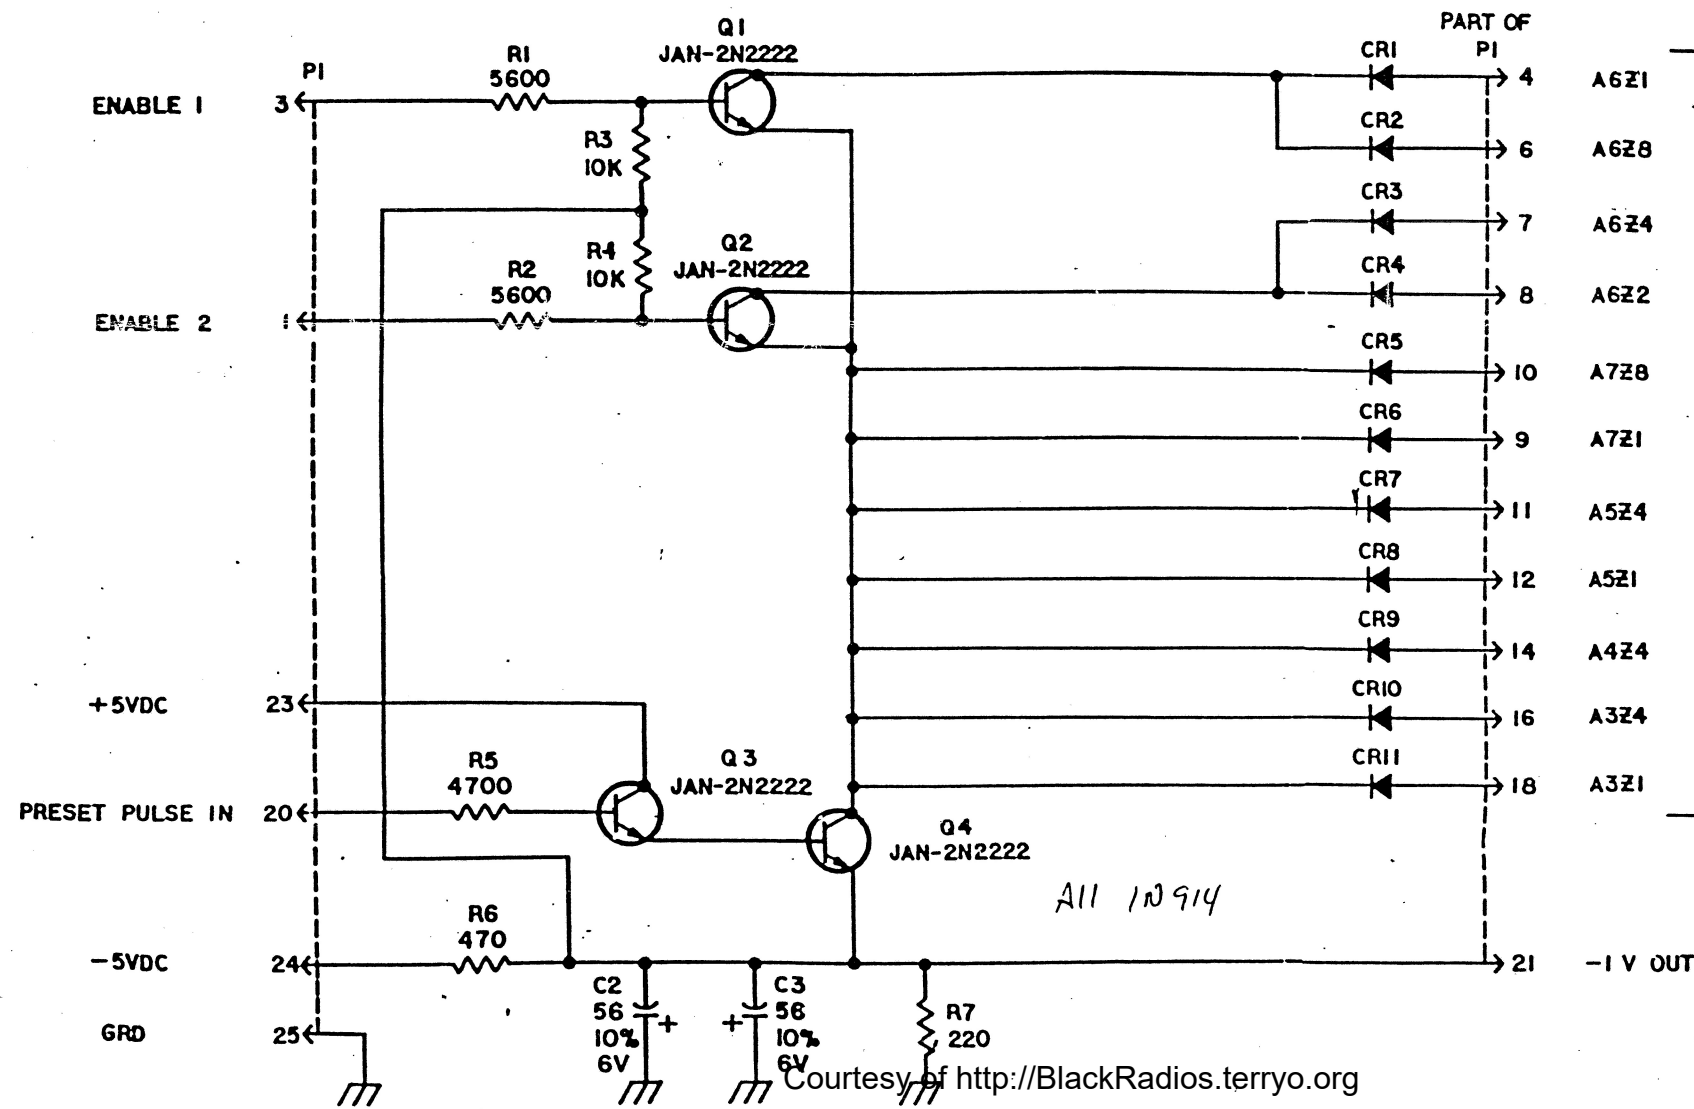 PART OF
P1
Q1
JAN-2N2222
R1
5600
P1
ENABLE 1
3
R3
10K
CR1
4
A6Z1
CR2
6
A6Z8
CR3
7
A6Z4
R4
10K
Q2
JAN-2N2222
R2
5600
ENABLE 2
1
CR4
8
A6Z2
CR5
10
A7Z8
CR6
9
A7Z1
CR7
11
A5Z4
CR8
12
A5Z1
CR9
14
A4Z4
CR10
16
A3Z4
CR11
18
A3Z1
+5VDC
23
R5
4700
PRESET PULSE IN
20
Q3
JAN-2N2222
Q4
JAN-2N2222
All 1N914
R6
470
-5VDC
24
21
-1 V OUT
C2
56
10%
6V
+
C3
56
10%
6V
+
R7
220
GRD
25
Courtesy of http://BlackRadios.terryo.org